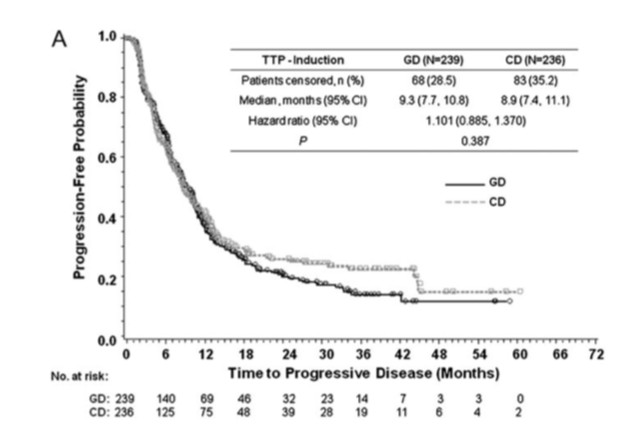 A
TTP - Induction GD (N=239) CD (N=236)
Patients censored, n (%) 68 (28.5) 83 (35.2)
Median, months (95% CI) 9.3 (7.7, 10.8) 8.9 (7.4, 11.1)
Hazard ratio (95% CI) 1.101 (0.885, 1.370)
P 0.387
GD
CD
Progression-Free Probability
1.0
0.8
0.6
0.4
0.2
0.0
0 6 12 18 24 30 36 42 48 54 60 66 72
Time to Progressive Disease (Months)
No. at risk:
GD: 239 140 69 46 32 23 14 7 3 3 0
CD: 236 125 75 48 39 28 19 11 6 4 2